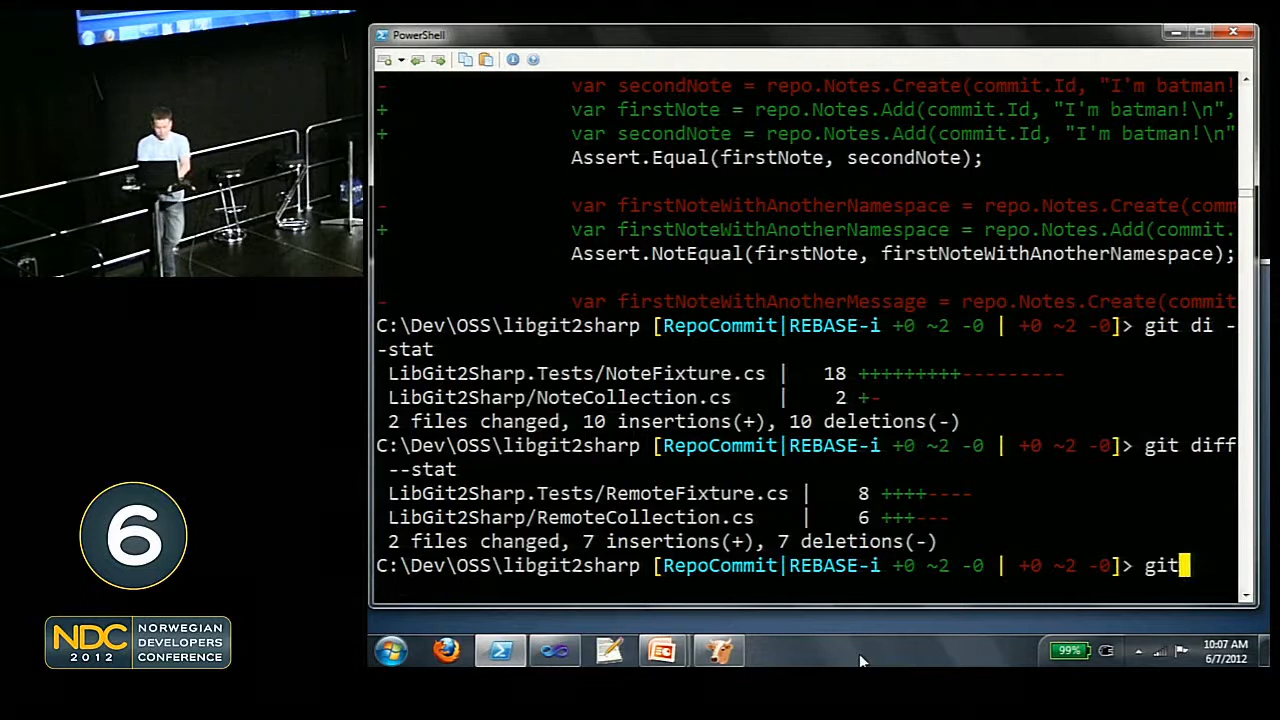 PowerShell
- var secondNote = repo.Notes.Create(commit.Id, "I'm batman!
+ var firstNote = repo.Notes.Add(commit.Id, "I'm batman!\n",
+ var secondNote = repo.Notes.Add(commit.Id, "I'm batman!\n"
Assert.Equal(firstNote, secondNote);
- var firstNoteWithAnotherNamespace = repo.Notes.Create(comm
+ var firstNoteWithAnotherNamespace = repo.Notes.Add(commit.
Assert.NotEqual(firstNote, firstNoteWithAnotherNamespace);
- var firstNoteWithAnotherMessage = repo.Notes.Create(commit
C:\Dev\OSS\libgit2sharp [RepoCommit|REBASE-i +0 ~2 -0 | +0 ~2 -0]> git di -
-stat
LibGit2Sharp.Tests/NoteFixture.cs | 18 +++++++++---------
LibGit2Sharp/NoteCollection.cs | 2 +-
2 files changed, 10 insertions(+), 10 deletions(-)
C:\Dev\OSS\libgit2sharp [RepoCommit|REBASE-i +0 ~2 -0 | +0 ~2 -0]> git diff
--stat
LibGit2Sharp.Tests/RemoteFixture.cs | 8 ++++----
LibGit2Sharp/RemoteCollection.cs | 6 +++---
2 files changed, 7 insertions(+), 7 deletions(-)
C:\Dev\OSS\libgit2sharp [RepoCommit|REBASE-i +0 ~2 -0 | +0 ~2 -0]> git
6
NDC
2012
NORWEGIAN
DEVELOPERS
CONFERENCE
99%
10:07 AM
6/7/2012